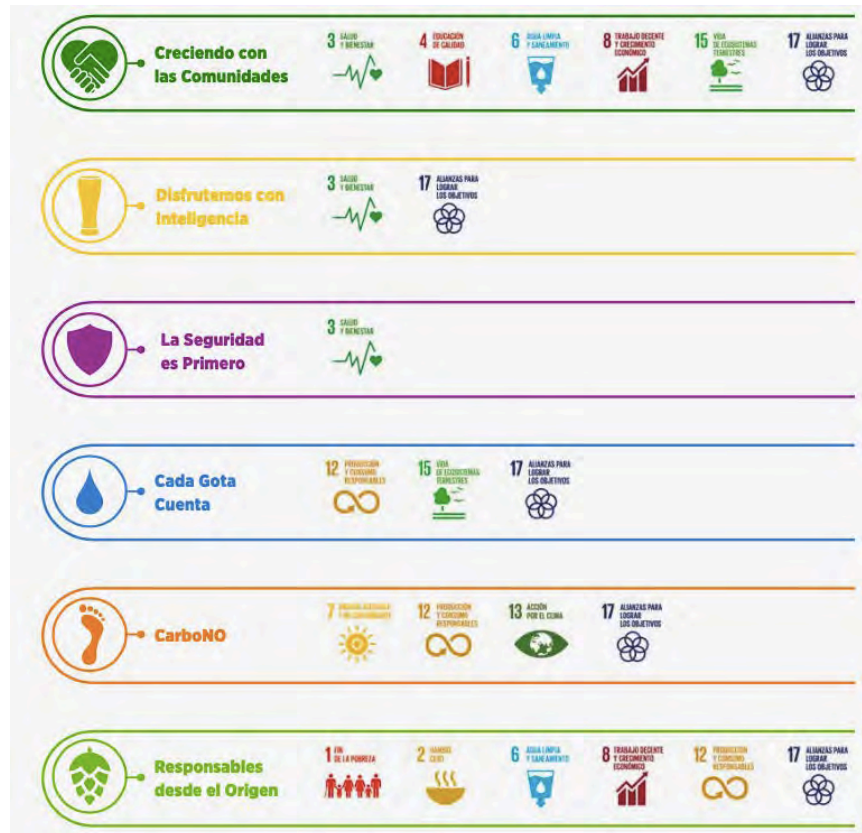 Creciendo con
las Comunidades
3 SALUD
Y BIENESTAR
4 EDUCACIÓN
DE CALIDAD
6 AGUA LIMPIA
Y SANEAMIENTO
8 TRABAJO DECENTE
Y CRECIMIENTO
ECONÓMICO
15 VIDA
DE ECOSISTEMAS
TERRESTRES
17 ALIANZAS PARA
LOGRAR
LOS OBJETIVOS
Disfrutemos con
Inteligencia
3 SALUD
Y BIENESTAR
17 ALIANZAS PARA
LOGRAR
LOS OBJETIVOS
La Seguridad
es Primero
3 SALUD
Y BIENESTAR
Cada Gota
Cuenta
12 PRODUCCIÓN
Y CONSUMO
RESPONSABLES
15 VIDA
DE ECOSISTEMAS
TERRESTRES
17 ALIANZAS PARA
LOGRAR
LOS OBJETIVOS
CarboNO
7 ENERGÍA ASEQUIBLE
Y NO CONTAMINANTE
12 PRODUCCIÓN
Y CONSUMO
RESPONSABLES
13 ACCIÓN
POR EL CLIMA
17 ALIANZAS PARA
LOGRAR
LOS OBJETIVOS
Responsables
desde el Origen
1 FIN
DE LA POBREZA
2 HAMBRE
CERO
6 AGUA LIMPIA
Y SANEAMIENTO
8 TRABAJO DECENTE
Y CRECIMIENTO
ECONÓMICO
12 PRODUCCIÓN
Y CONSUMO
RESPONSABLES
17 ALIANZAS PARA
LOGRAR
LOS OBJETIVOS